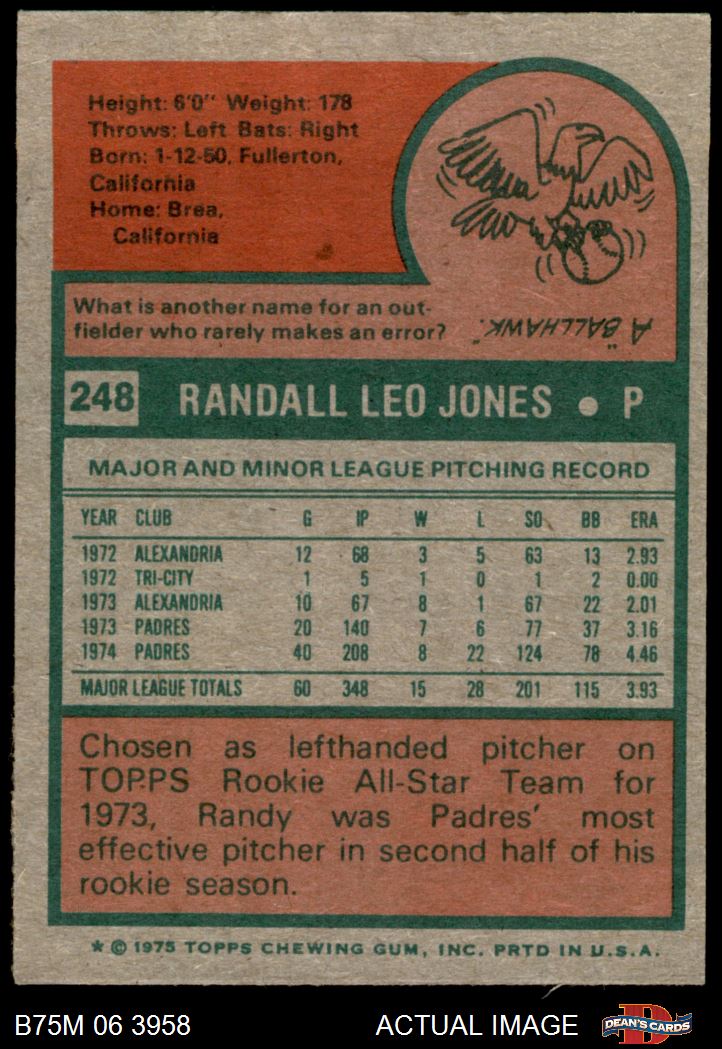 Height: 6'0" Weight: 178
Throws: Left Bats: Right
Born: 1-12-50, Fullerton,
California
Home: Brea,
California
What is another name for an out-
fielder who rarely makes an error?
A "BALLHAWK."
248 RANDALL LEO JONES • P
MAJOR AND MINOR LEAGUE PITCHING RECORD
YEAR CLUB G IP W L SO BB ERA
1972 ALEXANDRIA 12 68 3 5 63 13 2.93
1972 TRI-CITY 1 5 1 0 1 2 0.00
1973 ALEXANDRIA 10 67 8 1 67 22 2.01
1973 PADRES 20 140 7 6 77 37 3.16
1974 PADRES 40 208 8 22 124 78 4.46
MAJOR LEAGUE TOTALS 60 348 15 28 201 115 3.93
Chosen as lefthanded pitcher on
TOPPS Rookie All-Star Team for
1973, Randy was Padres' most
effective pitcher in second half of his
rookie season.
* © 1975 TOPPS CHEWING GUM, INC. PRTD IN U.S.A.
B75M 06 3958 ACTUAL IMAGE D DEAN'S CARDS